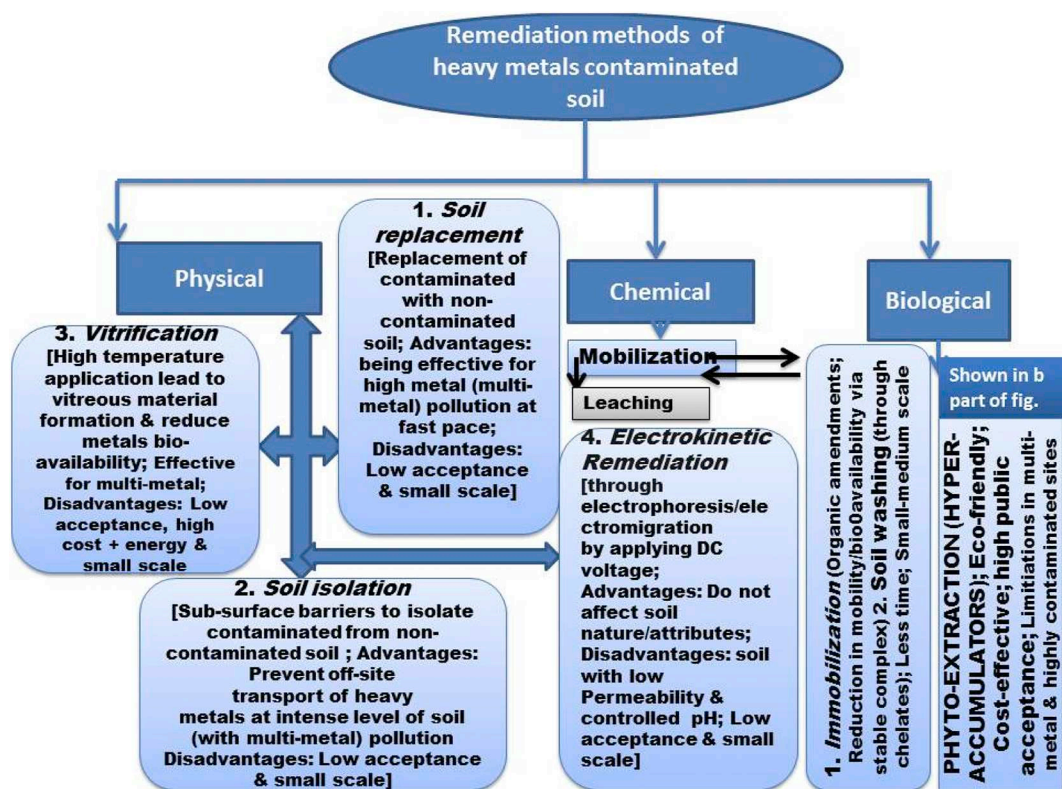 Remediation methods of
heavy metals contaminated
soil
Physical
1. Soil
replacement
[Replacement of
contaminated
with non-
contaminated
soil; Advantages:
being effective for
high metal (multi-
metal) pollution at
fast pace;
Disadvantages:
Low acceptance
& small scale]
3. Vitrification
[High temperature
application lead to
vitreous material
formation & reduce
metals bio-
availability; Effective
for multi-metal;
Disadvantages: Low
acceptance, high
cost + energy &
small scale
2. Soil isolation
[Sub-surface barriers to isolate
contaminated from non-
contaminated soil ; Advantages:
Prevent off-site
transport of heavy
metals at intense level of soil
(with multi-metal) pollution
Disadvantages: Low acceptance
& small scale]
4. Electrokinetic
Remediation
[through
electrophoresis/ele
ctromigration
by applying DC
voltage;
Advantages: Do not
affect soil
nature/attributes;
Disadvantages: soil
with low
Permeability &
controlled pH; Low
acceptance & small
scale]
Chemical
Mobilization
Leaching
1. Immobilization (Organic amendments;
Reduction in mobility/bio0availability via
stable complex) 2. Soil washing (through
chelates); Less time; Small-medium scale
Biological
Shown in b
part of fig.
PHYTO-EXTRACTION (HYPER-
ACCUMULATORS); Eco-friendly;
Cost-effective; high public
acceptance; Limitiations in multi-
metal & highly contaminated sites